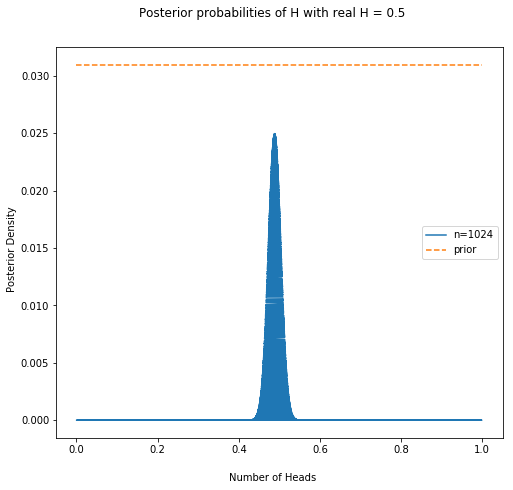 Posterior probabilities of H with real H = 0.5
0.030
0.025
0.020
0.015
0.010
0.005
0.000
Posterior Density
n=1024
prior
0.0 0.2 0.4 0.6 0.8 1.0
Number of Heads